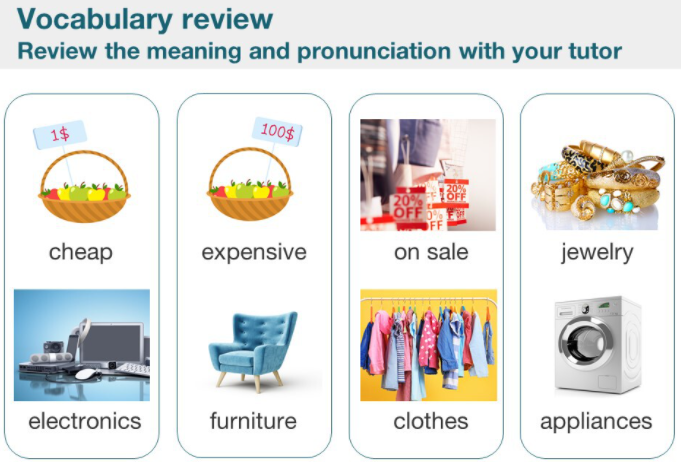 Vocabulary review
Review the meaning and pronunciation with your tutor
1$
100$
20%
OFF
20%
OFF
cheap
expensive
on sale
jewelry
electronics
furniture
clothes
appliances